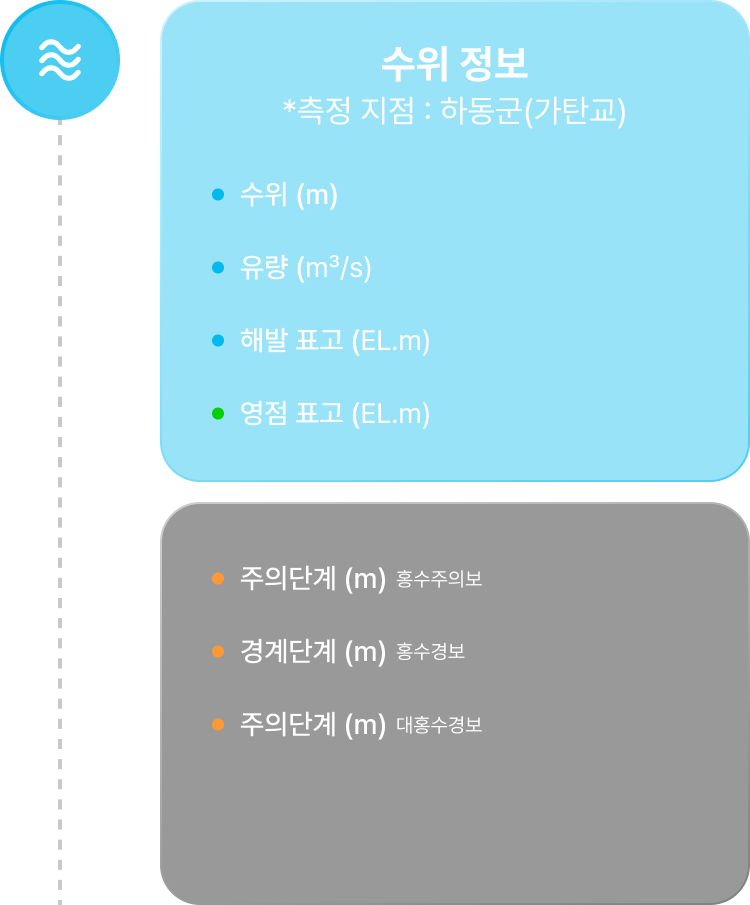 수위 정보
*측정 지점 : 하동군(가탄교)
수위 (m)
유량 (m³/s)
해발 표고 (EL.m)
영점 표고 (EL.m)
주의단계 (m) 홍수주의보
경계단계 (m) 홍수경보
주의단계 (m) 대홍수경보